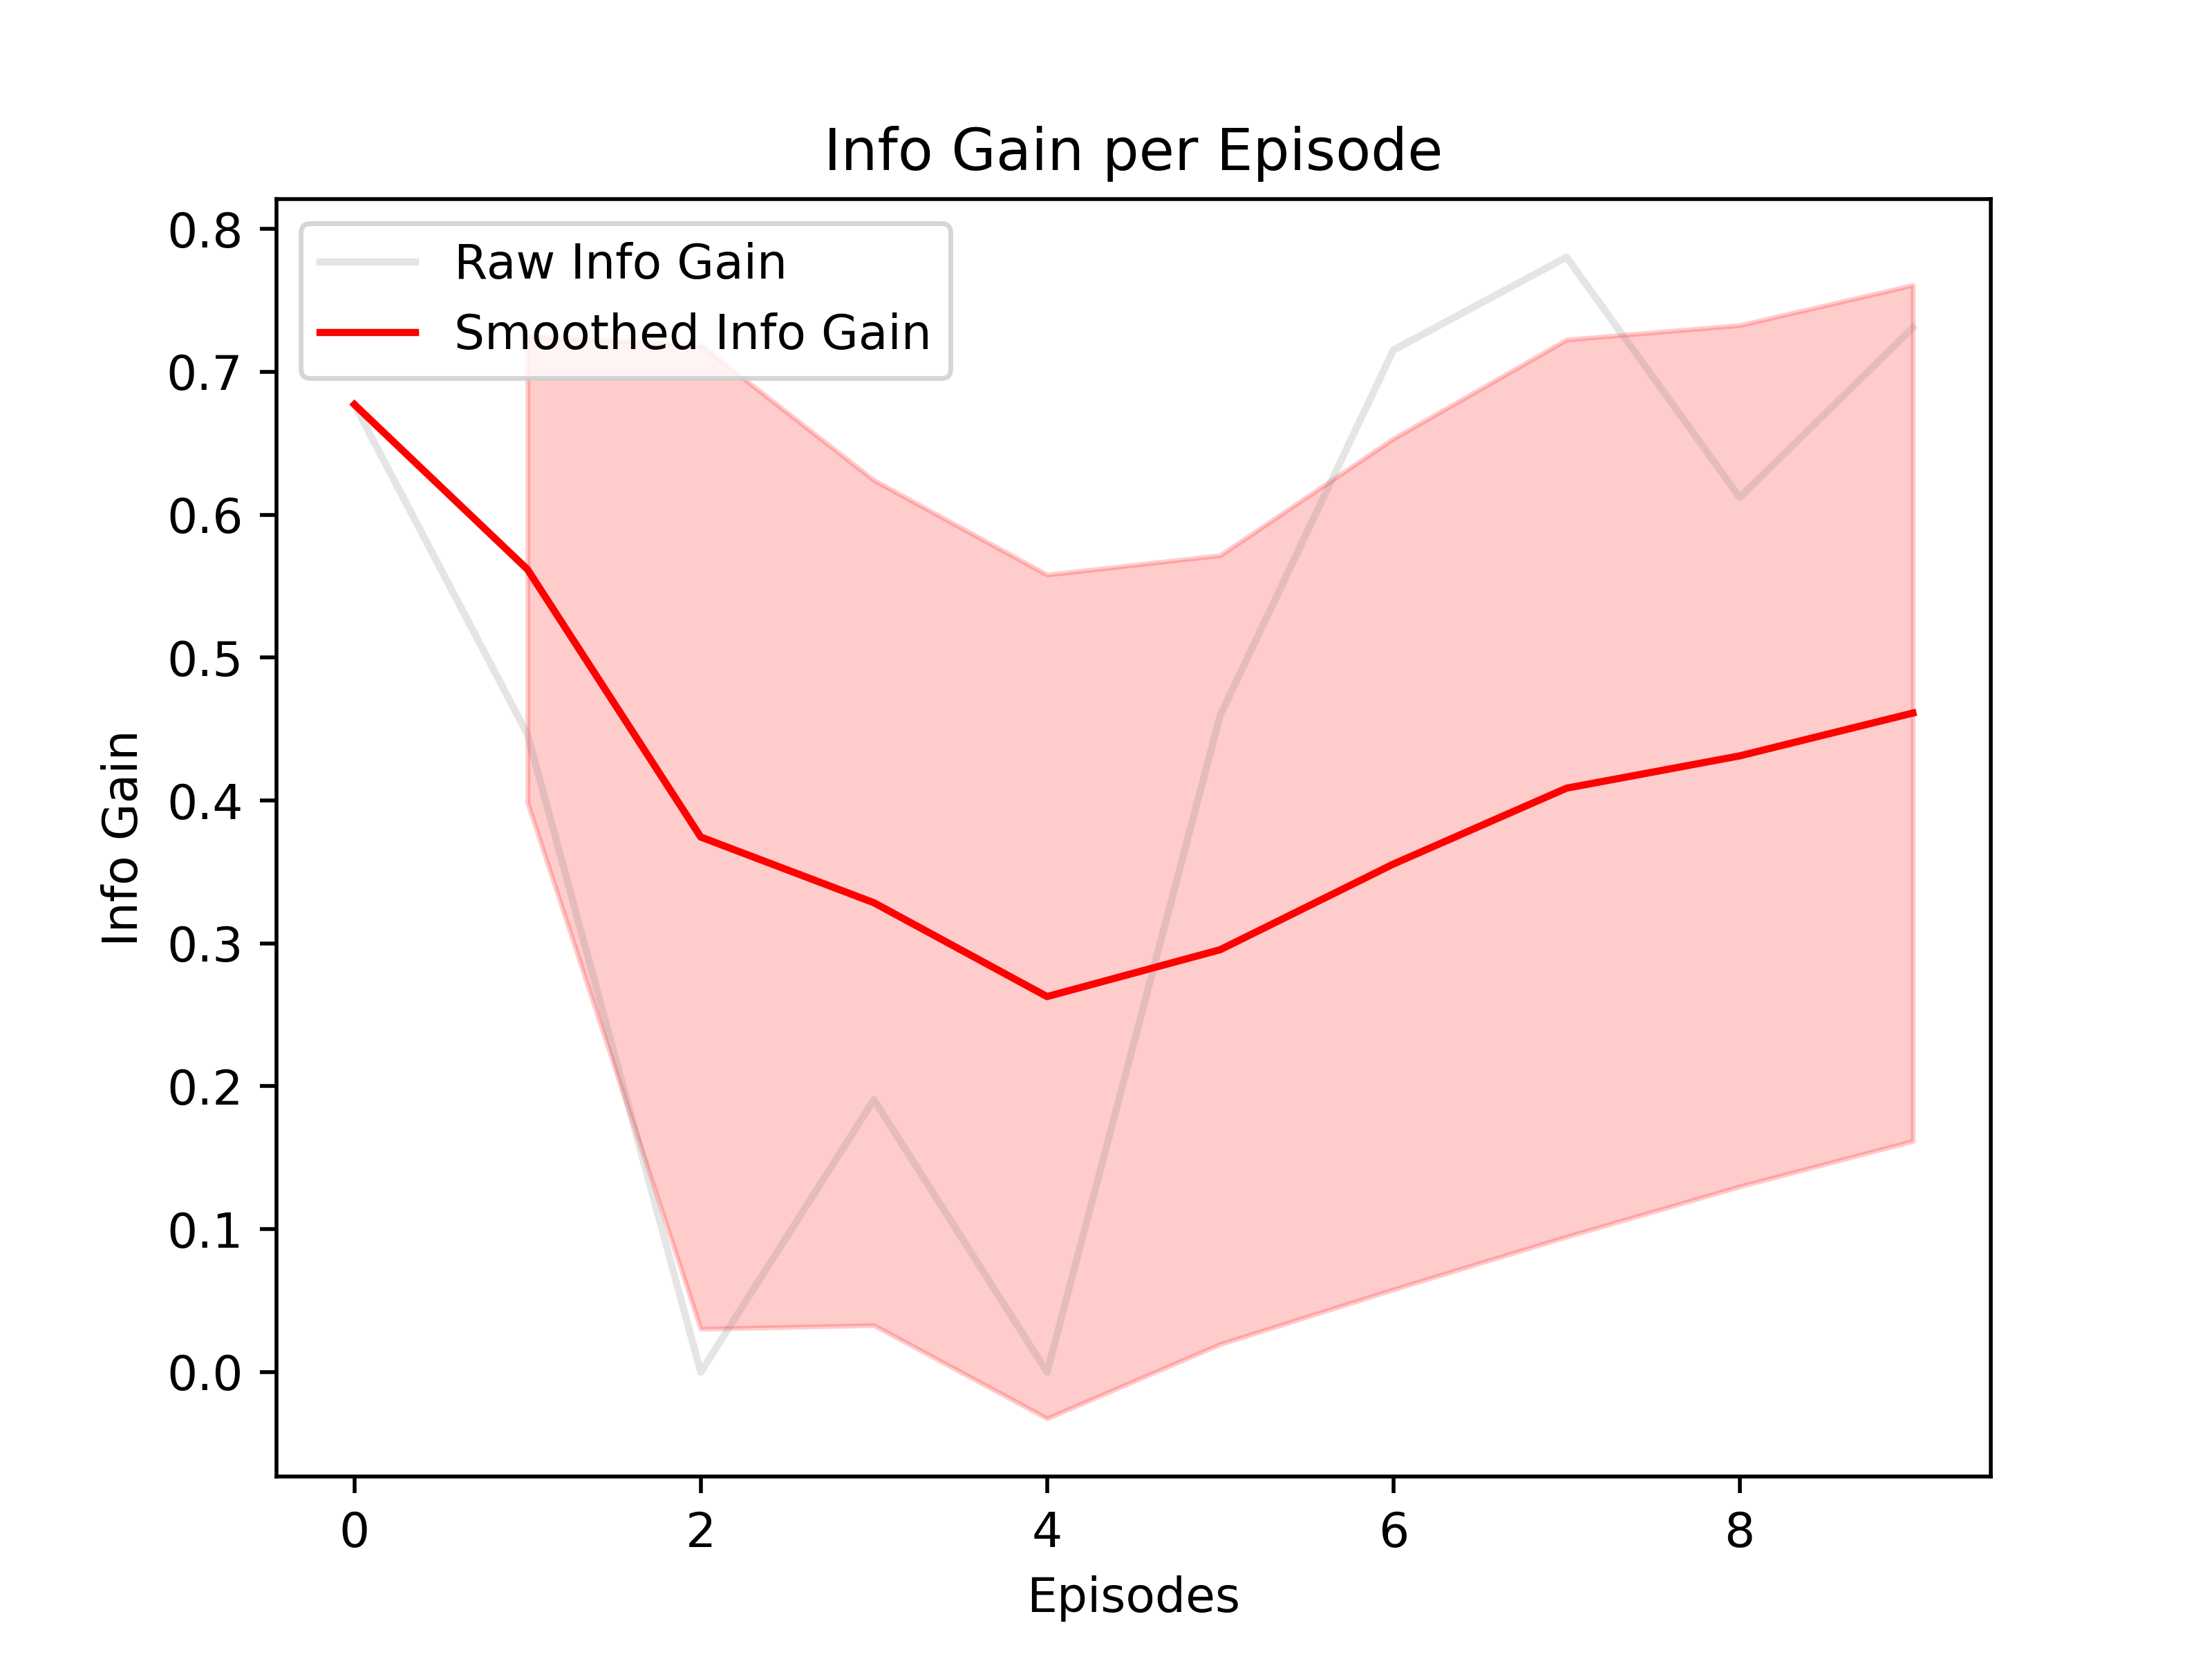 Info Gain per Episode
Raw Info Gain
Smoothed Info Gain
0.8
0.7
0.6
0.5
0.4
0.3
0.2
0.1
0.0
Info Gain
0 2 4 6 8
Episodes